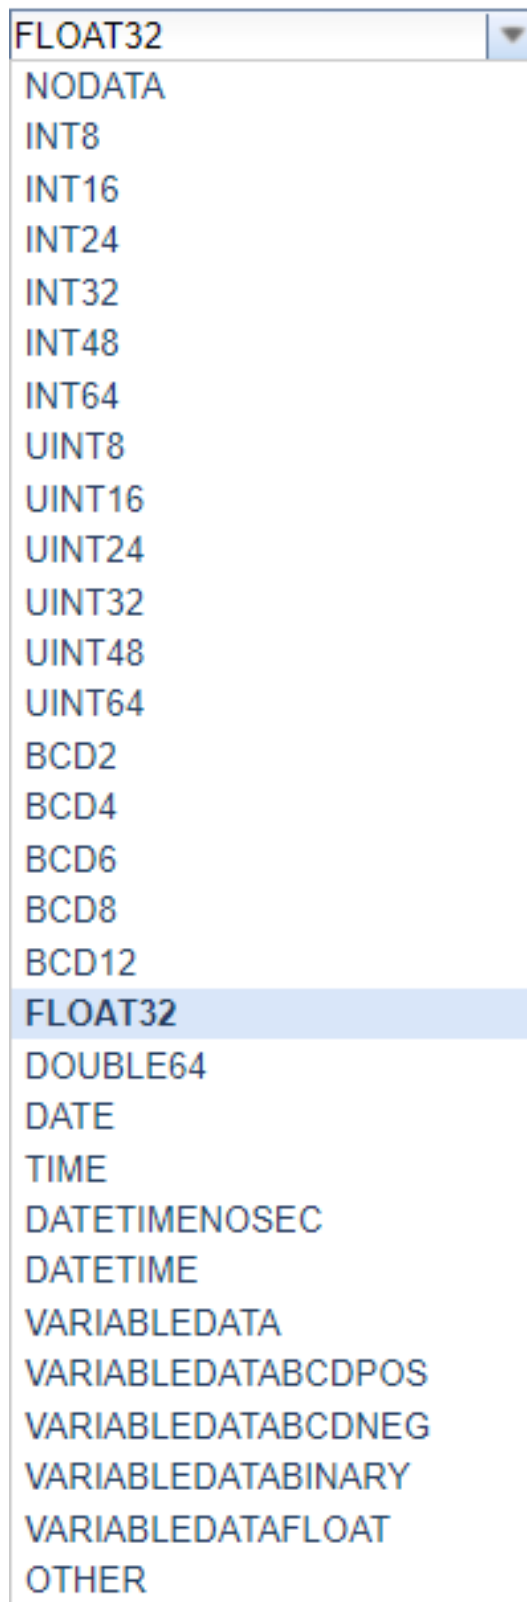 FLOAT32
NODATA
INT8
INT16
INT24
INT32
INT48
INT64
UINT8
UINT16
UINT24
UINT32
UINT48
UINT64
BCD2
BCD4
BCD6
BCD8
BCD12
FLOAT32
DOUBLE64
DATE
TIME
DATETIMENOSEC
DATETIME
VARIABLEDATA
VARIABLEDATABCDPOS
VARIABLEDATABCDNEG
VARIABLEDATABINARY
VARIABLEDATAFLOAT
OTHER